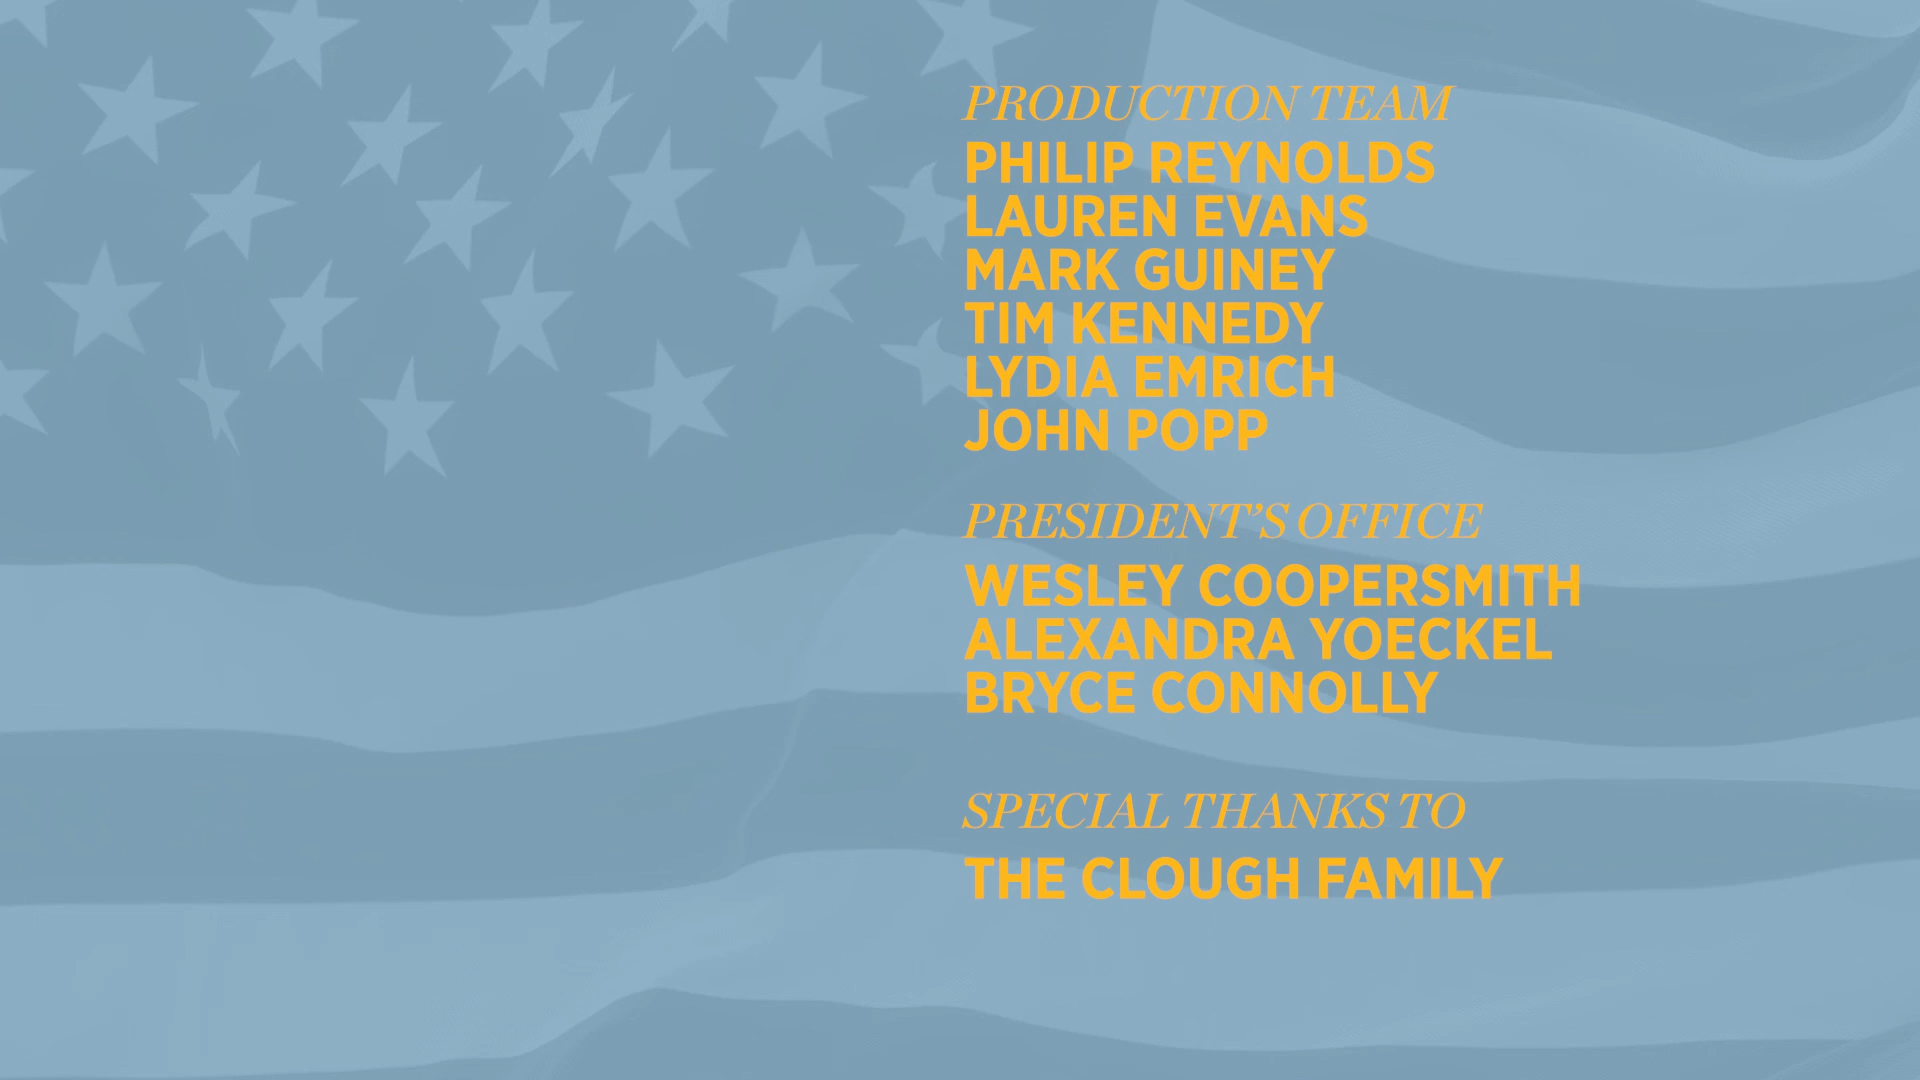 PRODUCTION TEAM
PHILIP REYNOLDS
LAUREN EVANS
MARK GUINEY
TIM KENNEDY
LYDIA EMRICH
JOHN POPP
PRESIDENT'S OFFICE
WESLEY COOPERSMITH
ALEXANDRA YOECKEL
BRYCE CONNOLLY
SPECIAL THANKS TO
THE CLOUGH FAMILY